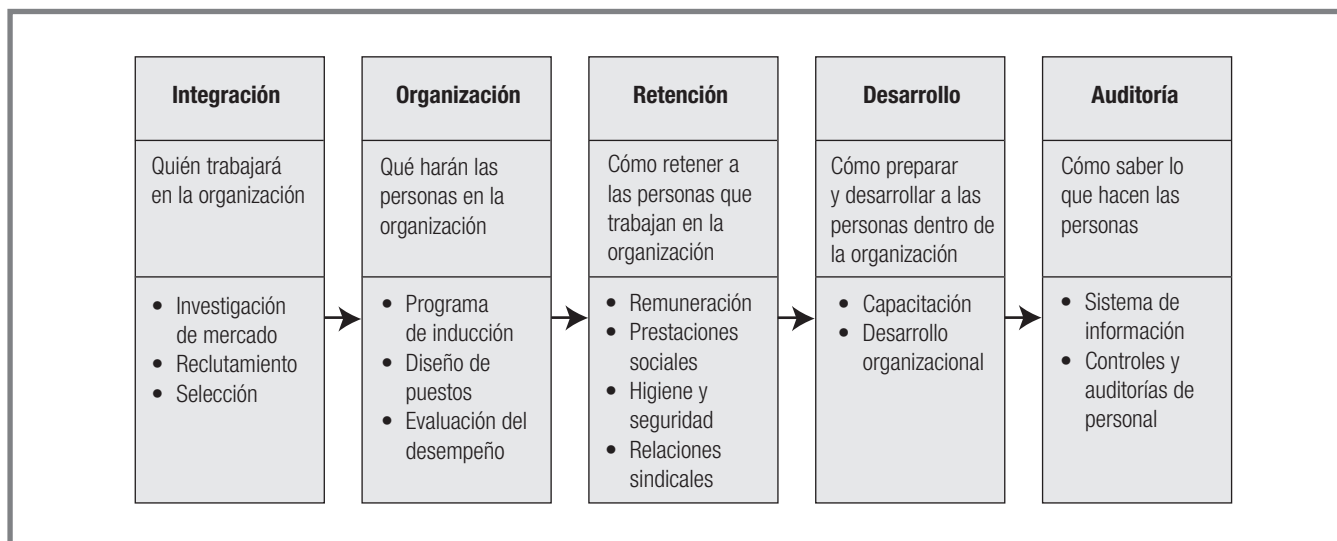 Integración
Quién trabajará
en la organización
• Investigación
de mercado
• Reclutamiento
• Selección
Organización
Qué harán las
personas en la
organización
• Programa
de inducción
• Diseño de
puestos
• Evaluación del
desempeño
Retención
Cómo retener a
las personas que
trabajan en la
organización
• Remuneración
• Prestaciones
sociales
• Higiene y
seguridad
• Relaciones
sindicales
Desarrollo
Cómo preparar
y desarrollar a las
personas dentro de
la organización
• Capacitación
• Desarrollo
organizacional
Auditoría
Cómo saber lo
que hacen las
personas
• Sistema de
información
• Controles y
auditorías de
personal